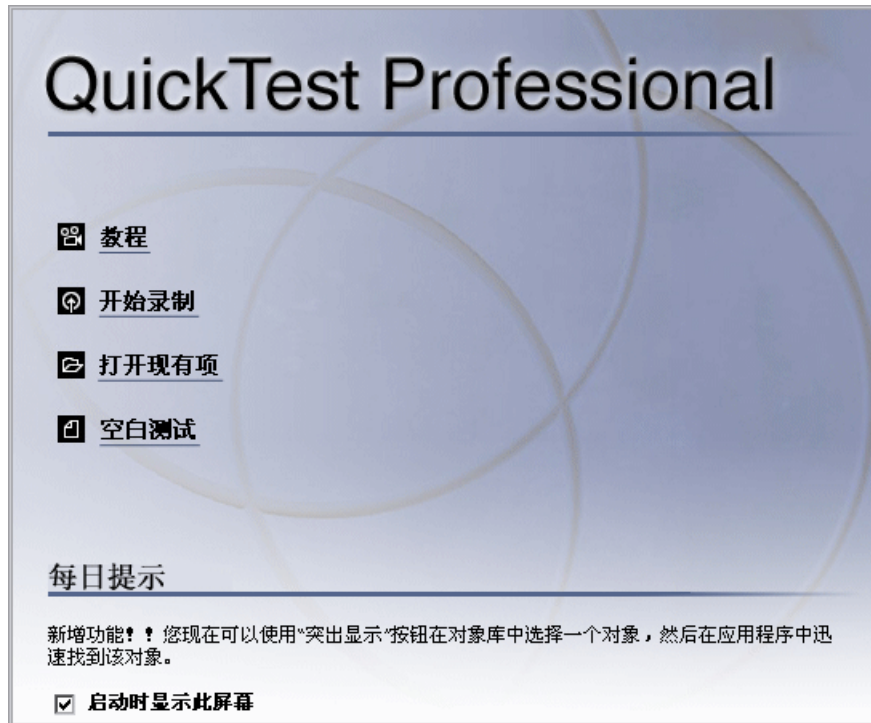 QuickTest Professional
教程
开始录制
打开现有项
空白测试
每日提示
新增功能！！您现在可以使用“突出显示”按钮在对象库中选择一个对象，然后在应用程序中迅
速找到该对象。
启动时显示此屏幕